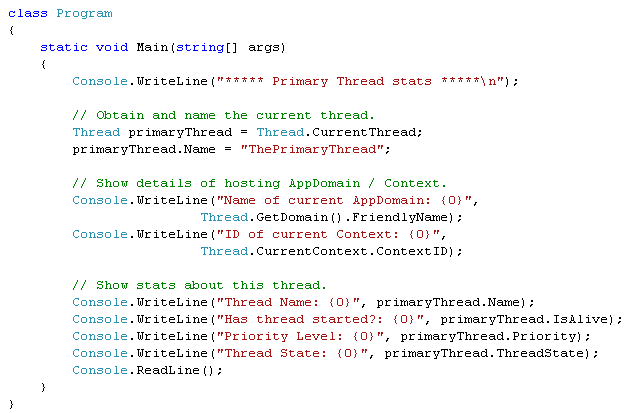 class Program
{
    static void Main(string[] args)
    {
        Console.WriteLine("***** Primary Thread stats *****\n");

        // Obtain and name the current thread.
        Thread primaryThread = Thread.CurrentThread;
        primaryThread.Name = "ThePrimaryThread";

        // Show details of hosting AppDomain / Context.
        Console.WriteLine("Name of current AppDomain: {0}",
                        Thread.GetDomain().FriendlyName);
        Console.WriteLine("ID of current Context: {0}",
                        Thread.CurrentContext.ContextID);

        // Show stats about this thread.
        Console.WriteLine("Thread Name: {0}", primaryThread.Name);
        Console.WriteLine("Has thread started?: {0}", primaryThread.IsAlive);
        Console.WriteLine("Priority Level: {0}", primaryThread.Priority);
        Console.WriteLine("Thread State: {0}", primaryThread.ThreadState);
        Console.ReadLine();
    }
}